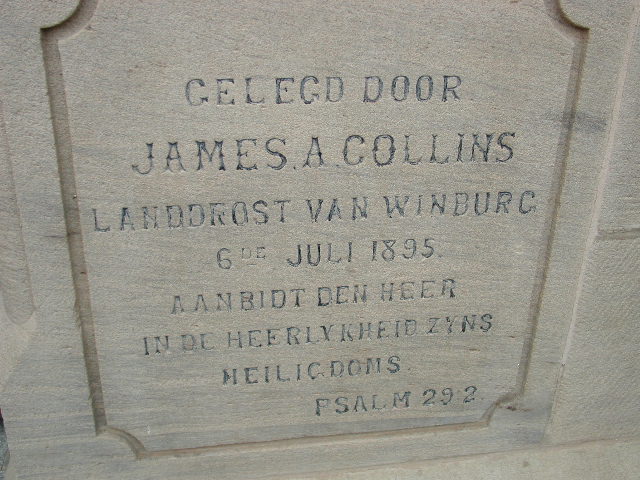 GELEGD DOOR
JAMES. A. COLLINS
LANDDROST VAN WINBURG
6DE JULI 1895.
AANBIDT DEN HEER
IN DE HEERLYKHEID ZYNS
HEILIGDOMS.
PSALM 29.2